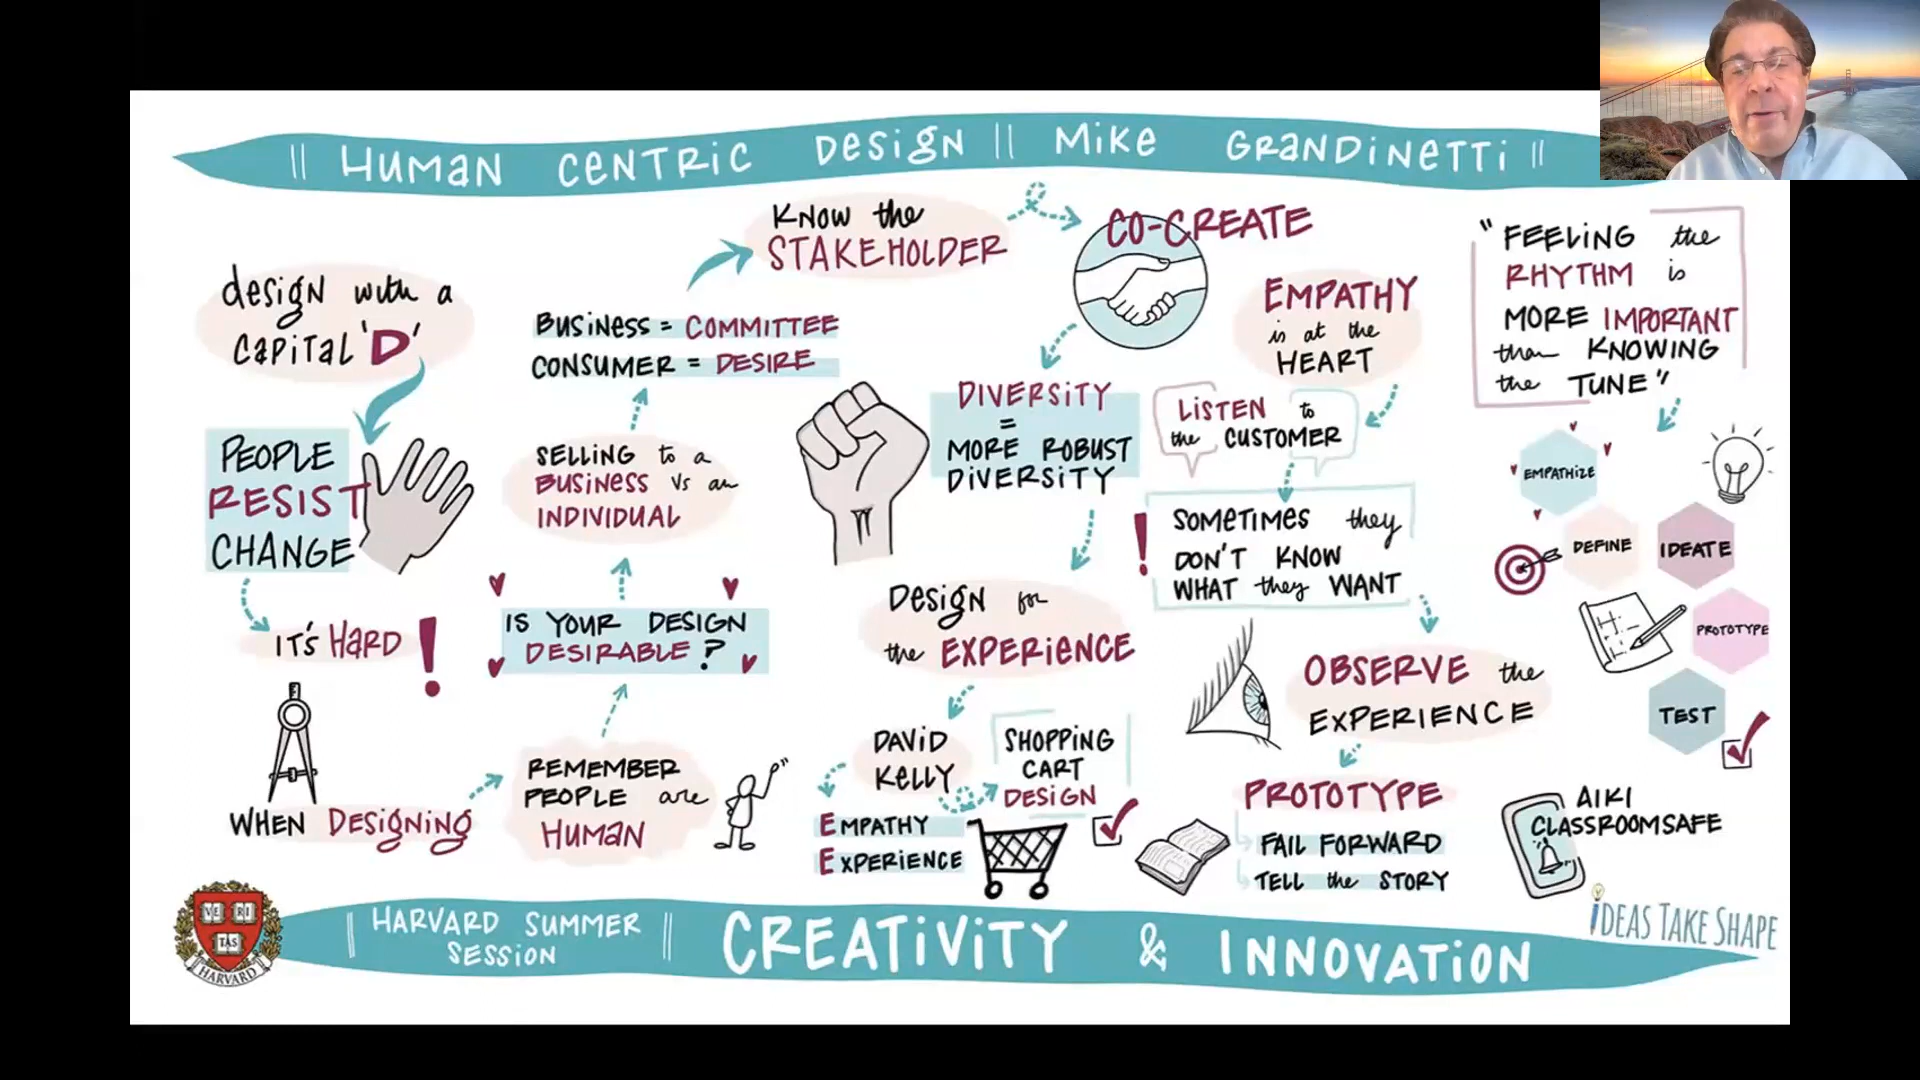 || HUMAN CENTRIC DESIGN || MIKE GRANDINETTI ||
design with a
CAPITAL 'D'
PEOPLE
RESIST
CHANGE
IT'S HARD !
WHEN DESIGNING
REMEMBER
PEOPLE are
HUMAN
IS YOUR DESIGN
DESIRABLE ?
SELLING to a
BUSINESS vs an
INDIVIDUAL
BUSINESS = COMMITTEE
CONSUMER = DESIRE
KNOW the
STAKEHOLDER
CO-CREATE
DIVERSITY
=
MORE ROBUST
DIVERSITY
DESIGN for
the EXPERIENCE
DAVID
KELLY
EMPATHY
EXPERIENCE
SHOPPING
CART
DESIGN
EMPATHY
is at the
HEART
LISTEN to
the CUSTOMER
! SOMETIMES they
DON'T KNOW
WHAT they WANT
OBSERVE the
EXPERIENCE
PROTOTYPE
FAIL FORWARD
TELL the STORY
"FEELING the
RHYTHM is
MORE IMPORTANT
than KNOWING
the TUNE"
EMPATHIZE
DEFINE
IDEATE
PROTOTYPE
TEST
AIKI
CLASSROOMSAFE
VE RI
TAS
HARVARD
|| HARVARD SUMMER
SESSION || CREATIVITY & INNOVATION
IDEAS TAKE SHAPE